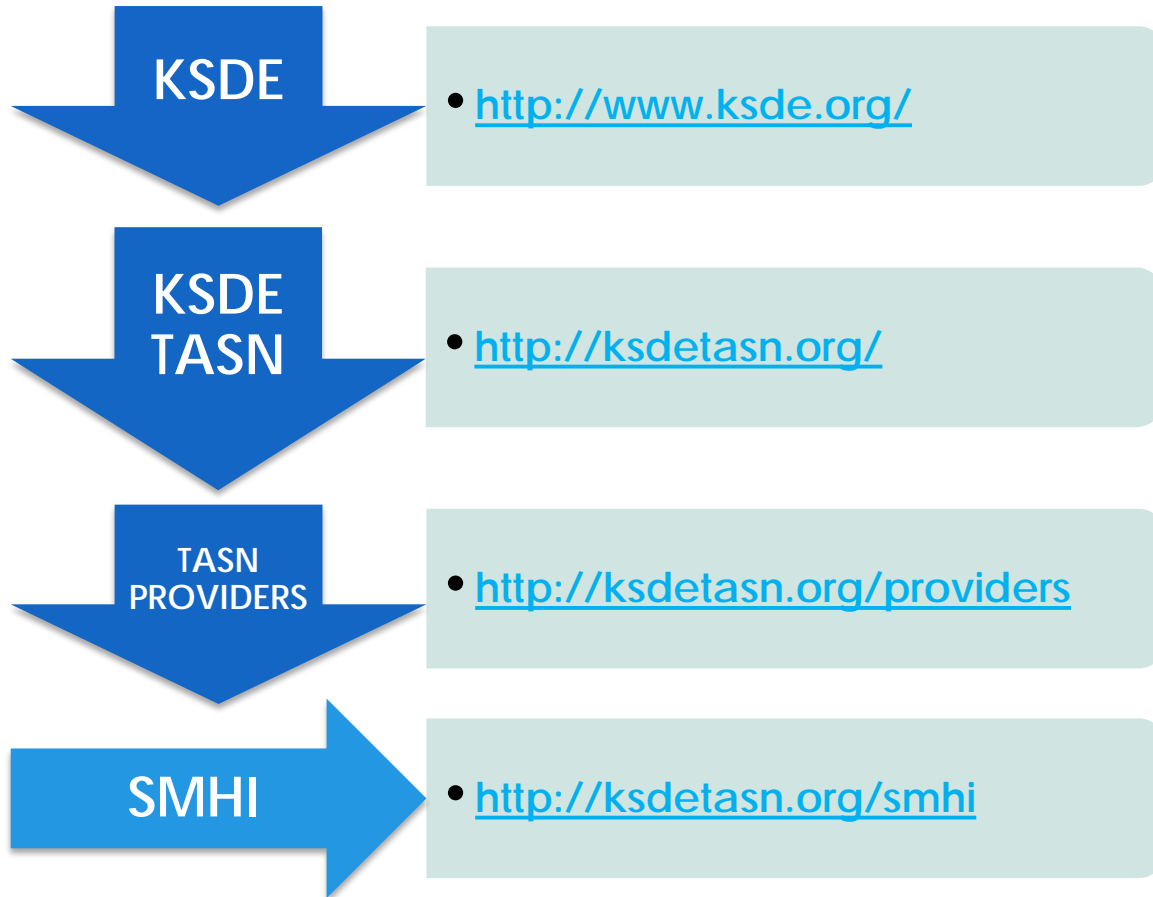 KSDE
• http://www.ksde.org/
KSDE
TASN
• http://ksdetasn.org/
TASN
PROVIDERS
• http://ksdetasn.org/providers
SMHI
• http://ksdetasn.org/smhi